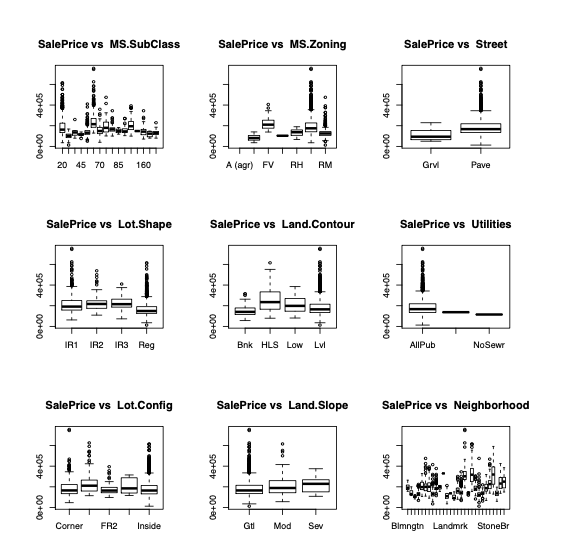 SalePrice vs MS.SubClass
0e+00 4e+05
20 45 70 85 160
SalePrice vs MS.Zoning
0e+00 4e+05
A (agr) FV RH RM
SalePrice vs Street
0e+00 4e+05
Grvl Pave
SalePrice vs Lot.Shape
0e+00 4e+05
IR1 IR2 IR3 Reg
SalePrice vs Land.Contour
0e+00 4e+05
Bnk HLS Low Lvl
SalePrice vs Utilities
0e+00 4e+05
AllPub NoSewr
SalePrice vs Lot.Config
0e+00 4e+05
Corner FR2 Inside
SalePrice vs Land.Slope
0e+00 4e+05
Gtl Mod Sev
SalePrice vs Neighborhood
0e+00 4e+05
Blmngtn Landmrk StoneBr